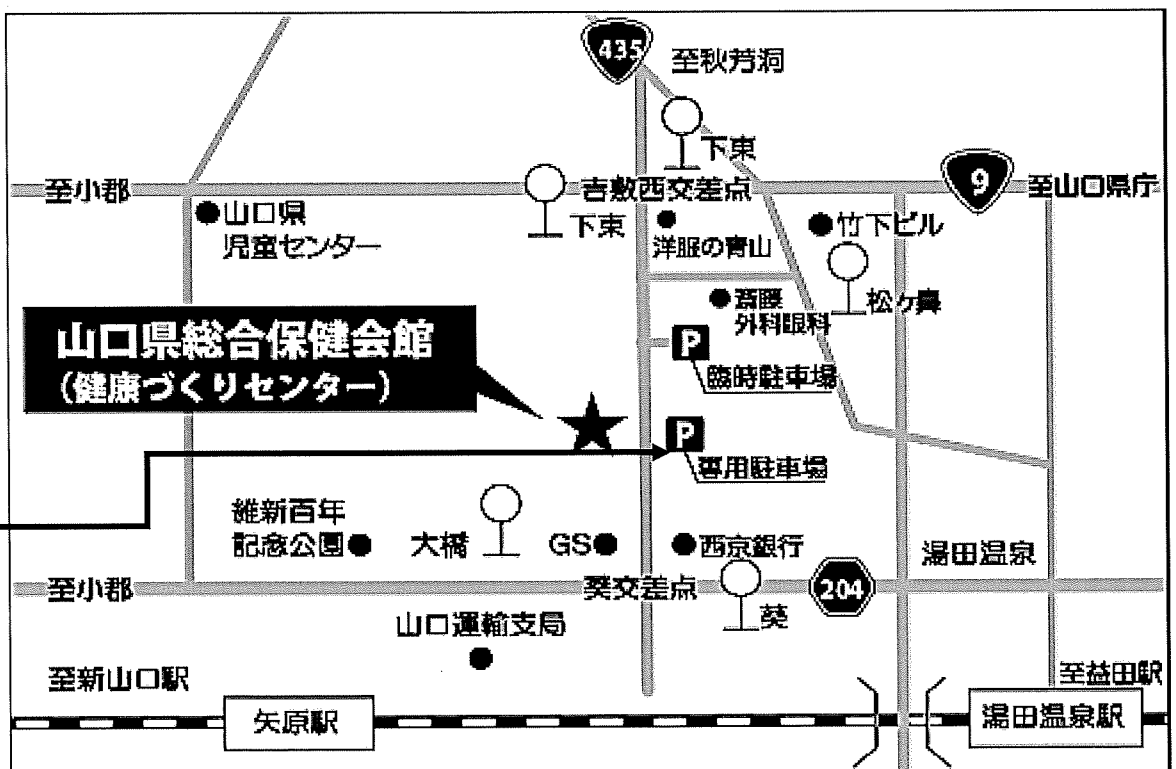 435
至秋芳洞
下東
至小郡
吉敷西交差点
9
至山口県庁
山口県
児童センター
下東
洋服の青山
竹下ビル
斎藤
外科眼科
松ヶ鼻
山口県総合保健会館
(健康づくりセンター)
P
臨時駐車場
P
専用駐車場
維新百年
記念公園
大橋
GS
西京銀行
湯田温泉
至小郡
葵交差点
204
葵
山口運輸支局
至新山口駅
至益田駅
矢原駅
湯田温泉駅